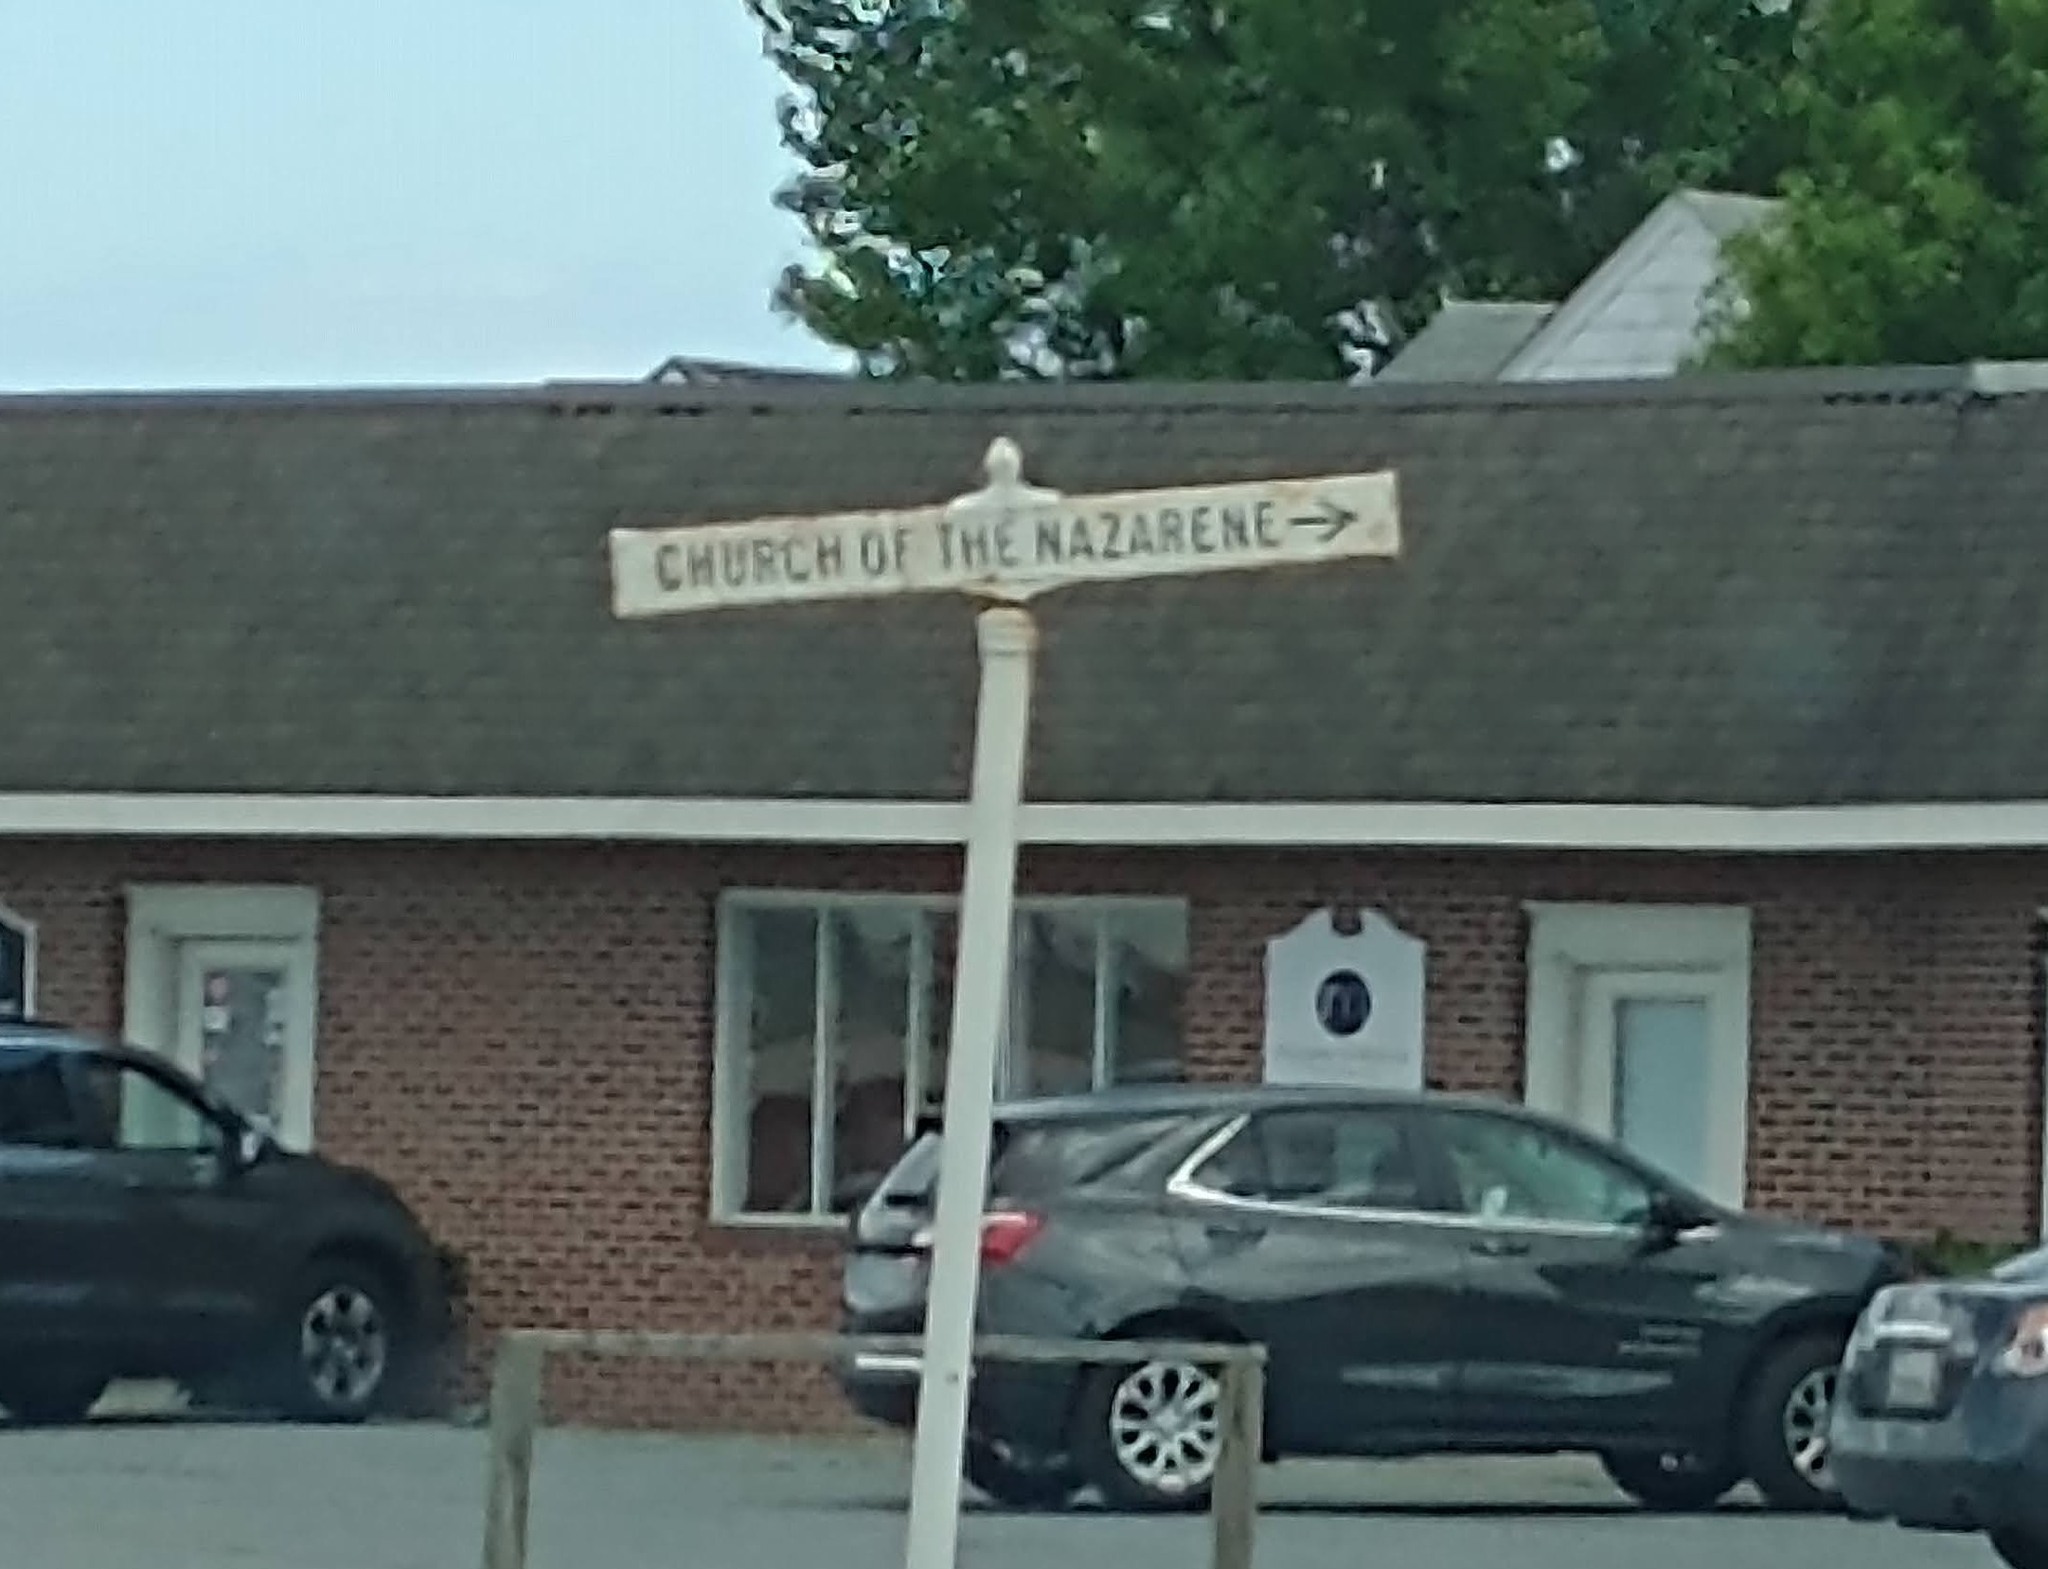 CHURCH OF THE NAZARENE→